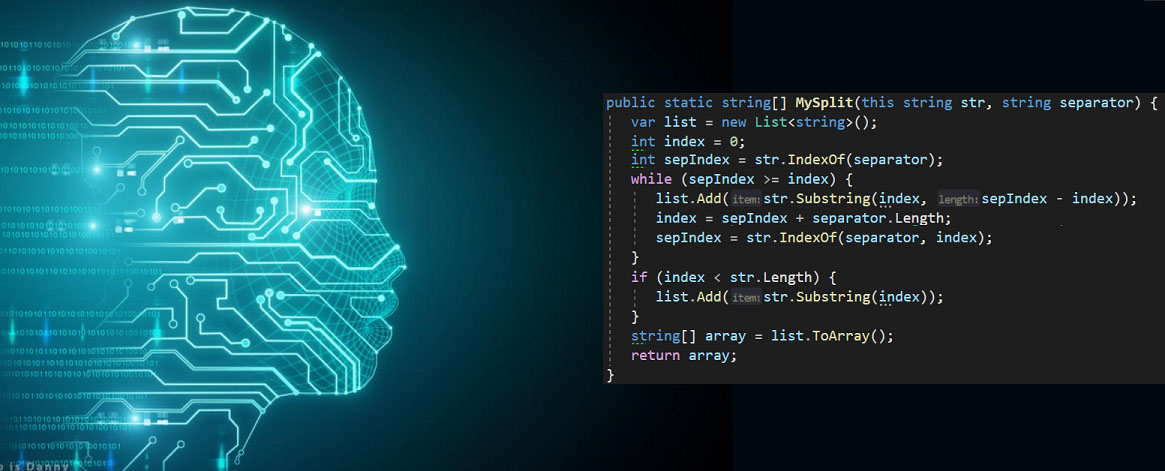 public static string[] MySplit(this string str, string separator) {
var list = new List<string>();
int index = 0;
int sepIndex = str.IndexOf(separator);
while (sepIndex >= index) {
list.Add(item:str.Substring(index, length:sepIndex - index));
index = sepIndex + separator.Length;
sepIndex = str.IndexOf(separator, index);
}
if (index < str.Length) {
list.Add(item:str.Substring(index));
}
string[] array = list.ToArray();
return array;
}
is Danny